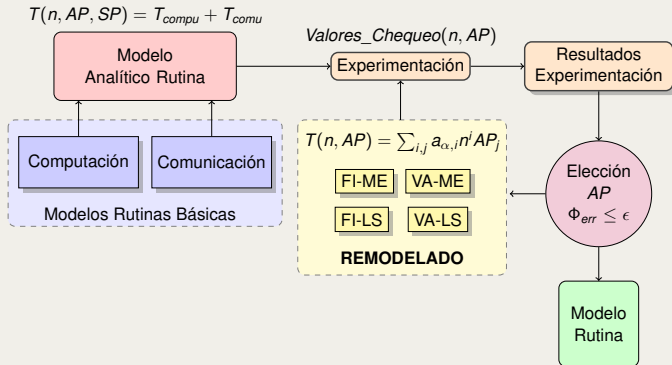 T(n, AP, SP) = T_compu + T_comu
Modelo
Analítico Rutina
Computación
Comunicación
Modelos Rutinas Básicas
Valores_Chequeo(n, AP)
Experimentación
Resultados
Experimentación
T(n, AP) = ∑_{i,j} a_{α,i} n^i AP_j
FI-ME
VA-ME
FI-LS
VA-LS
REMODELADO
Elección
AP
Φ_err ≤ ϵ
Modelo
Rutina